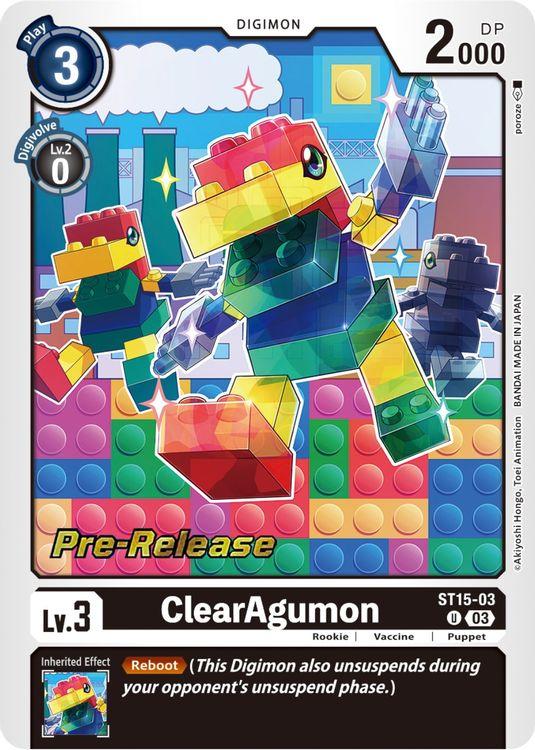 DIGIMON
Play
3
DP
2000
Digivolve
Lv.2
0
poroze
©Akiyoshi Hongo, Toei Animation BANDAI MADE IN JAPAN
Pre-Release
Lv.3
ClearAgumon
ST15-03
U 03
Rookie | Vaccine | Puppet
Inherited Effect
Reboot (This Digimon also unsuspends during
your opponent's unsuspend phase.)